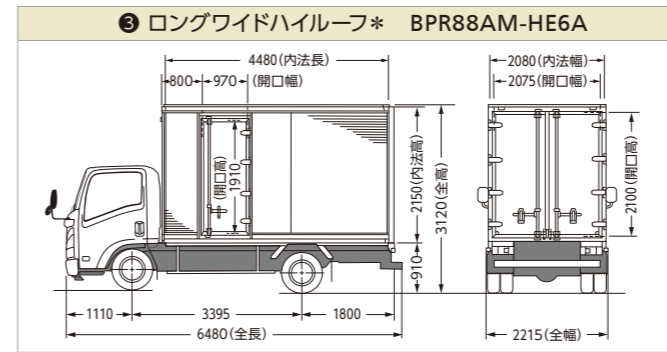 ❸ ロングワイドハイルーフ* BPR88AM-HE6A
4480(内法長)
800
970
(開口幅)
(開口高)
1910
2150(内法高)
3120(全高)
910
1110
3395
1800
6480(全長)
2080(内法幅)
2075(開口幅)
2100(開口高)
2215(全幅)